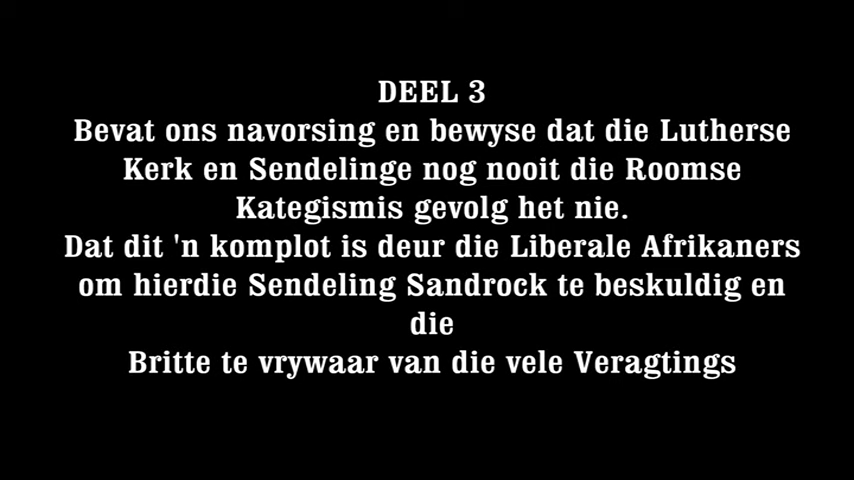 DEEL 3
Bevat ons navorsing en bewyse dat die Lutherse
Kerk en Sendelinge nog nooit die Roomse
Kategismis gevolg het nie.
Dat dit 'n komplot is deur die Liberale Afrikaners
om hierdie Sendeling Sandrock te beskuldig en
die
Britte te vrywaar van die vele Veragtings